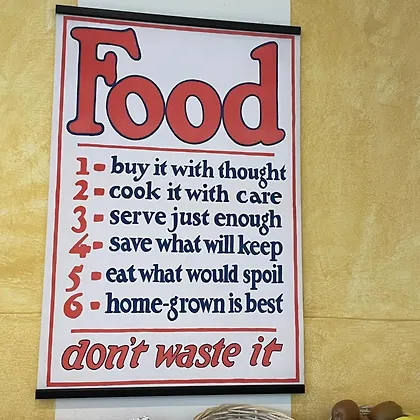 Food
1- buy it with thought
2- cook it with care
3- serve just enough
4- save what will keep
5- eat what would spoil
6- home-grown is best
don't waste it